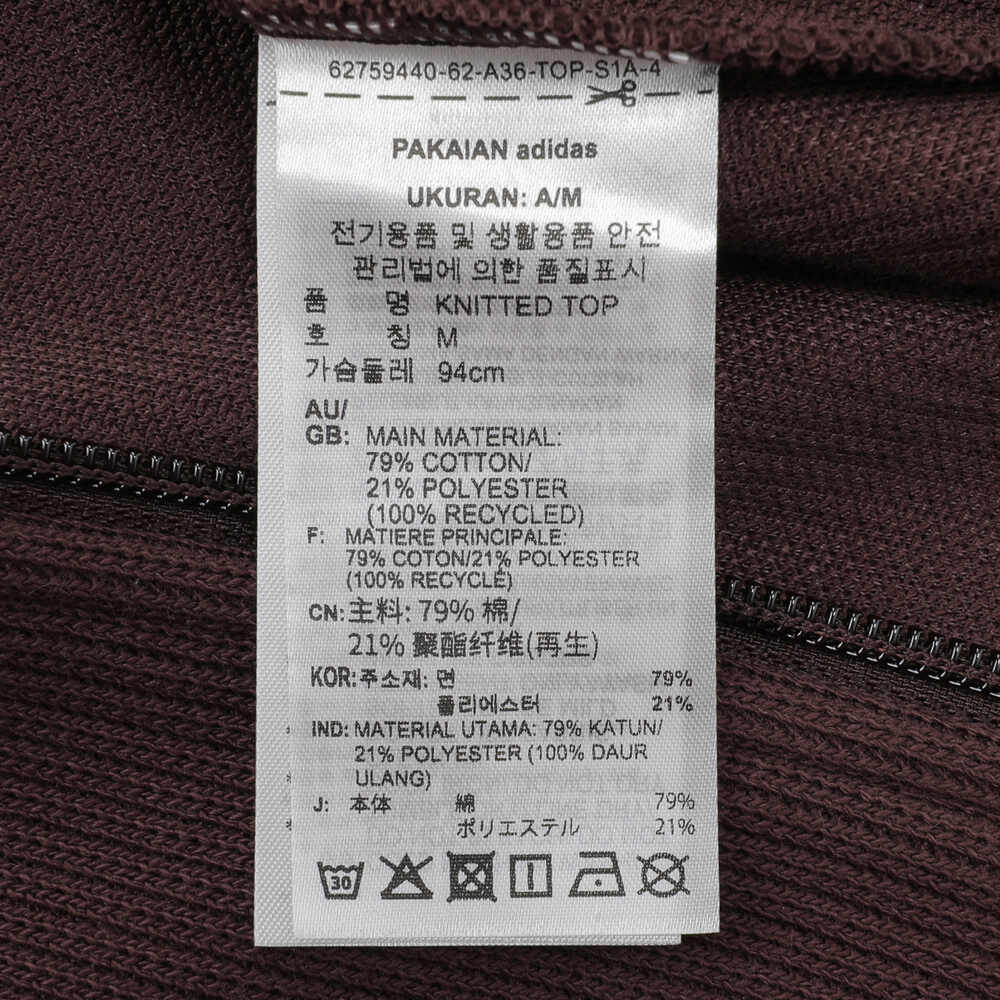 62759440-62-A36-TOP-S1A-4
PAKAIAN adidas
UKURAN: A/M
전기용품 및 생활용품 안전
관리법에 의한 품질표시
품 명 KNITTED TOP
호 칭 M
가슴둘레 94cm
AU/
GB: MAIN MATERIAL:
79% COTTON/
21% POLYESTER
(100% RECYCLED)
F: MATIERE PRINCIPALE:
79% COTON/21% POLYESTER
(100% RECYCLÉ)
CN: 主料: 79% 棉/
21% 聚酯纤维(再生)
KOR: 주소재: 면 79%
폴리에스터 21%
IND: MATERIAL UTAMA: 79% KATUN/
21% POLYESTER (100% DAUR
ULANG)
J: 本体 綿 79%
ポリエステル 21%
30